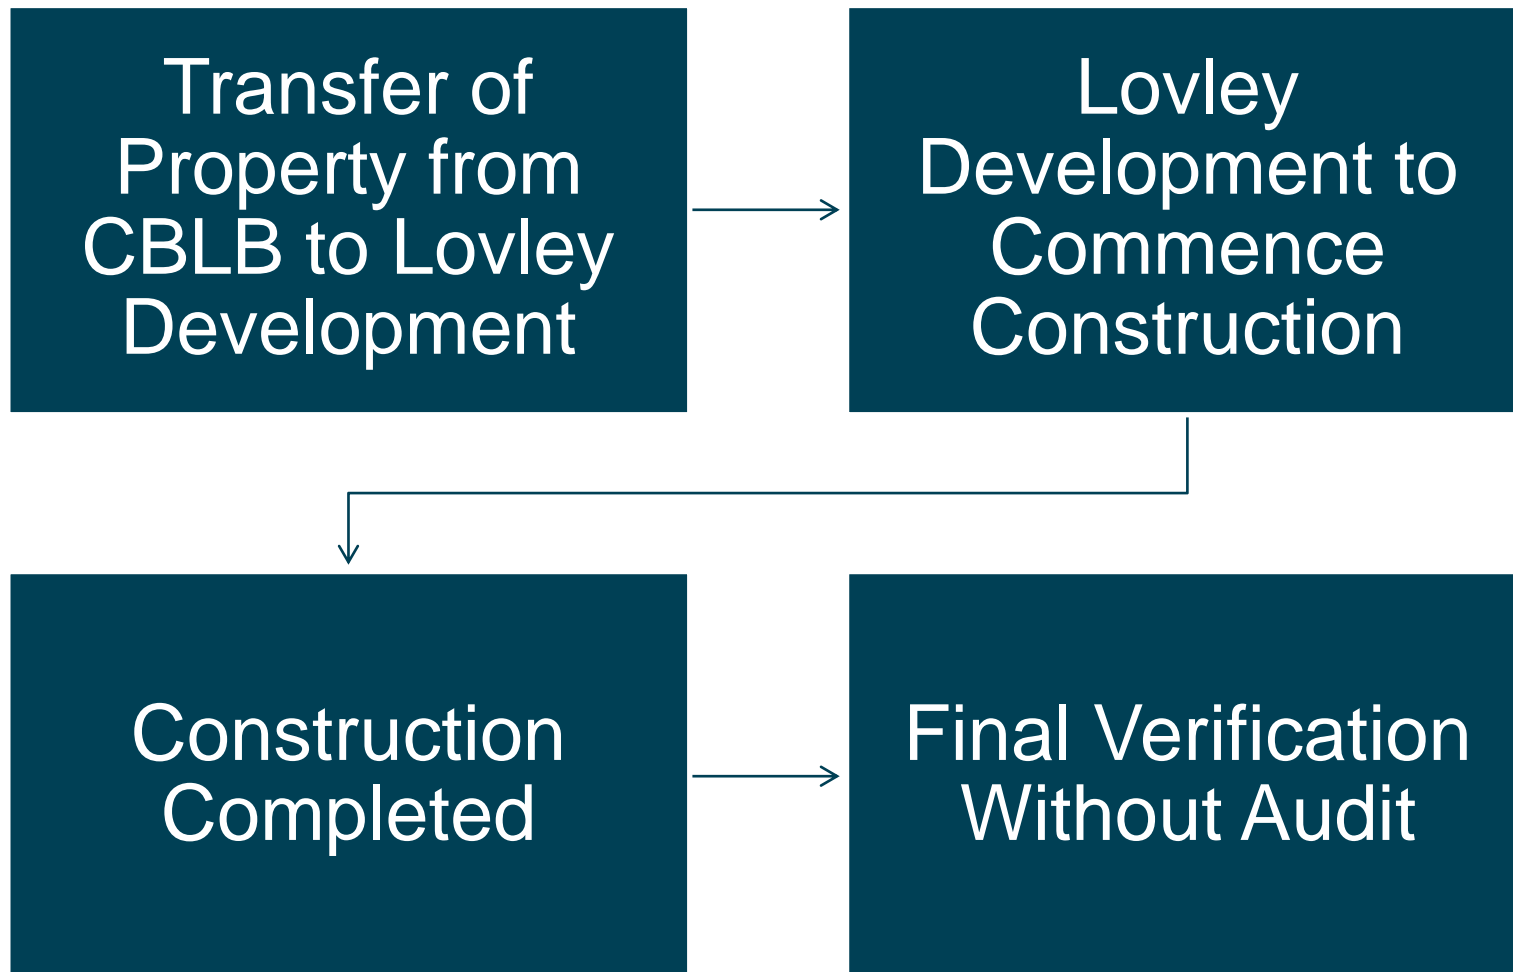 Transfer of
Property from
CBLB to Lovley
Development
Lovley
Development to
Commence
Construction
Construction
Completed
Final Verification
Without Audit